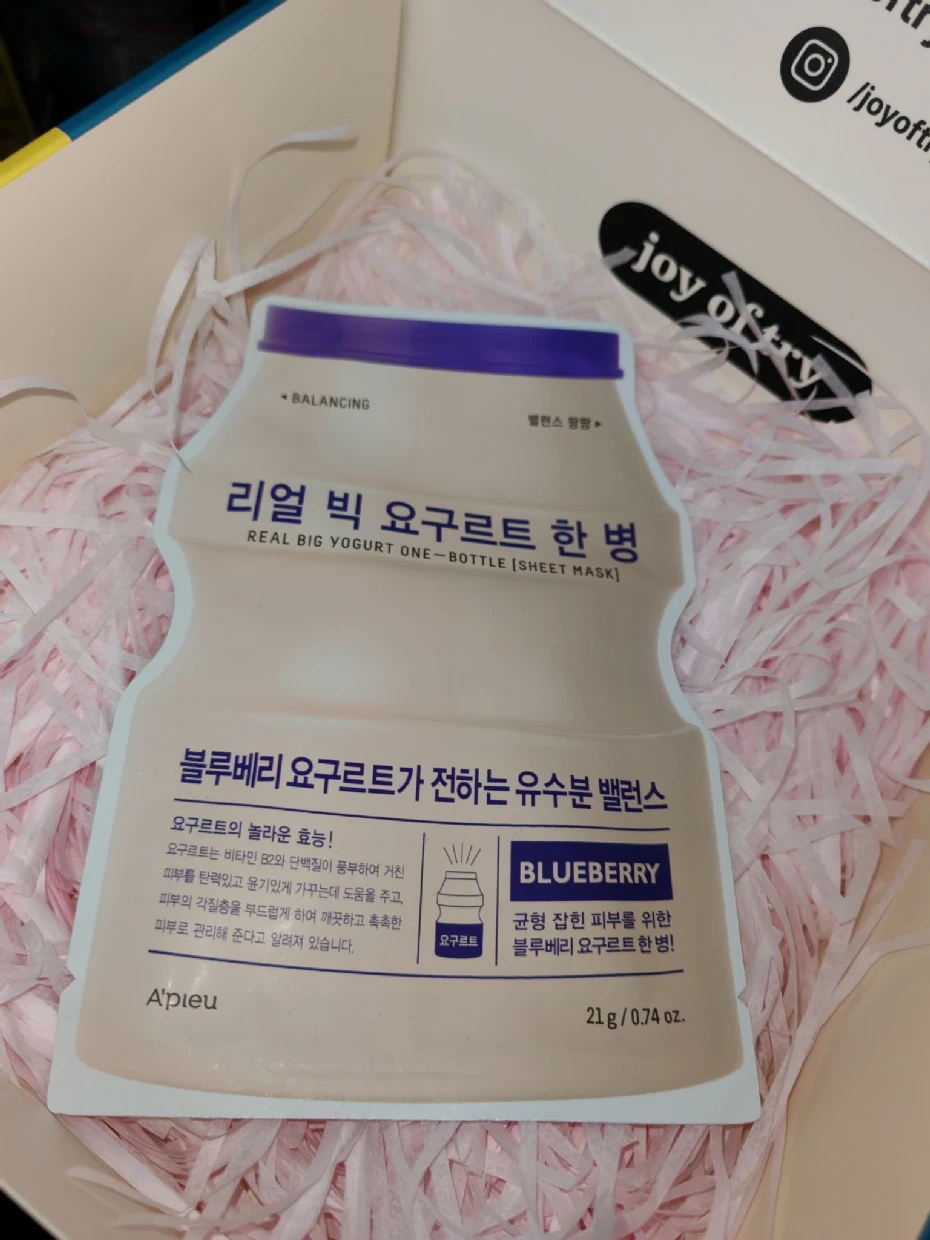 /joyoft
joy of try
◂ BALANCING
밸런스 팡팡 ▸
리얼 빅 요구르트 한 병
REAL BIG YOGURT ONE–BOTTLE [SHEET MASK]
블루베리 요구르트가 전하는 유수분 밸런스
요구르트의 놀라운 효능!
요구르트는 비타민 B2와 단백질이 풍부하여 거친
피부를 탄력있고 윤기있게 가꾸는데 도움을 주고,
피부의 각질층을 부드럽게 하여 깨끗하고 촉촉한
피부로 관리해 준다고 알려져 있습니다.
요구르트
BLUEBERRY
균형 잡힌 피부를 위한
블루베리 요구르트 한 병!
A'pieu
21g / 0.74 oz.